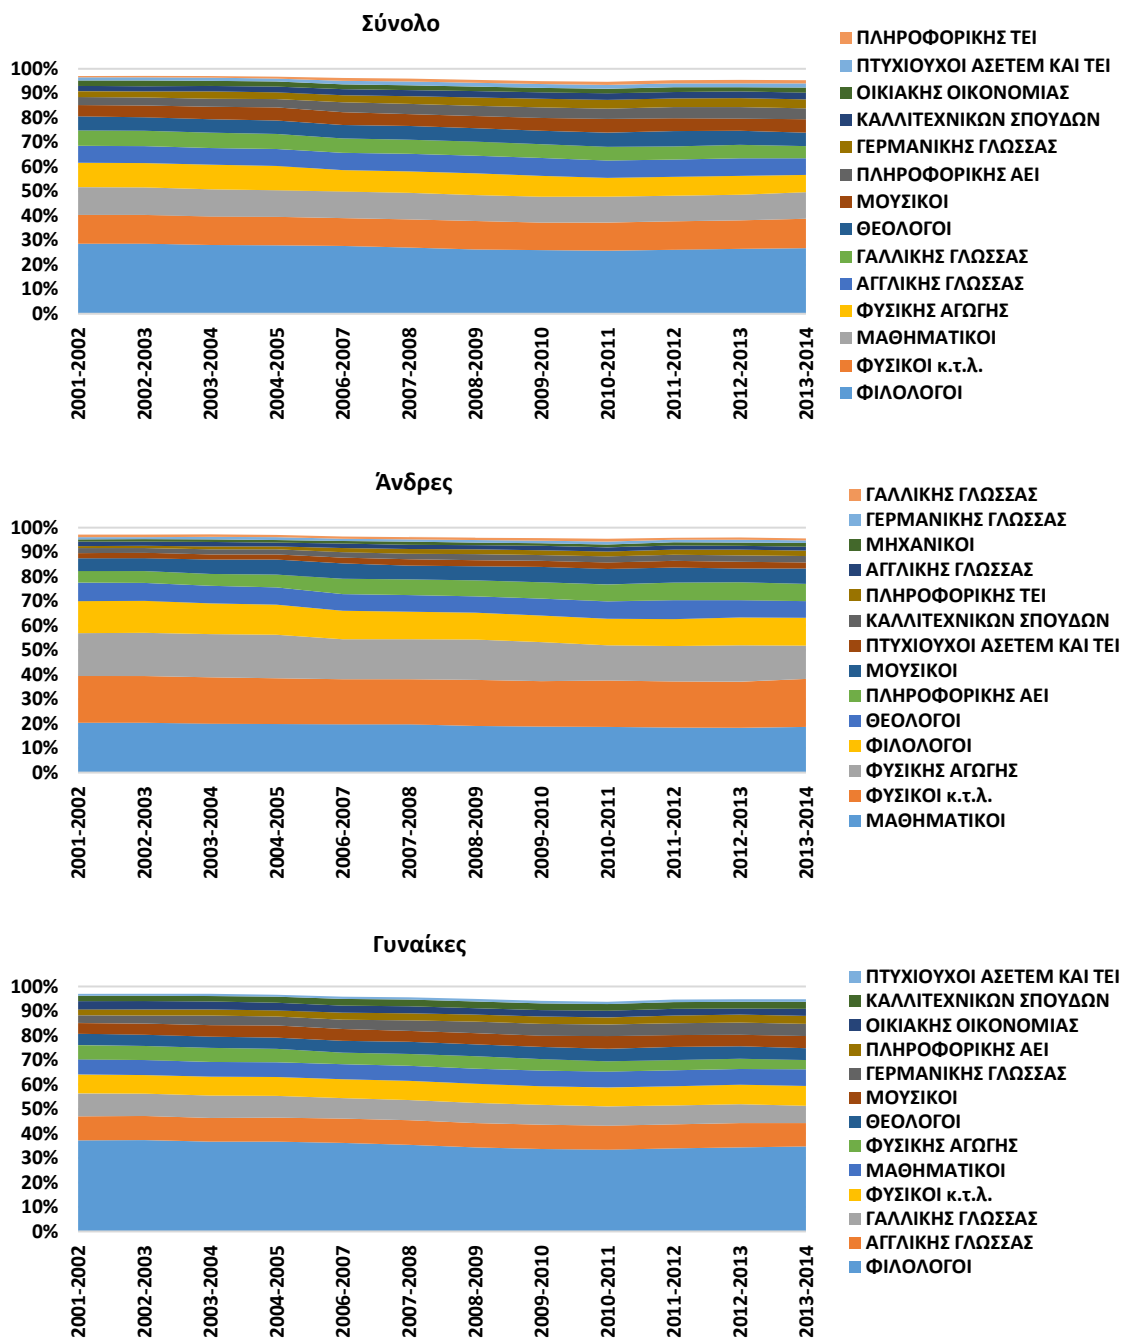 Σύνολο
100%
90%
80%
70%
60%
50%
40%
30%
20%
10%
0%
2001-2002
2002-2003
2003-2004
2004-2005
2006-2007
2007-2008
2008-2009
2009-2010
2010-2011
2011-2012
2012-2013
2013-2014
ΠΛΗΡΟΦΟΡΙΚΗΣ ΤΕΙ
ΠΤΥΧΙΟΥΧΟΙ ΑΣΕΤΕΜ ΚΑΙ ΤΕΙ
ΟΙΚΙΑΚΗΣ ΟΙΚΟΝΟΜΙΑΣ
ΚΑΛΛΙΤΕΧΝΙΚΩΝ ΣΠΟΥΔΩΝ
ΓΕΡΜΑΝΙΚΗΣ ΓΛΩΣΣΑΣ
ΠΛΗΡΟΦΟΡΙΚΗΣ ΑΕΙ
ΜΟΥΣΙΚΟΙ
ΘΕΟΛΟΓΟΙ
ΓΑΛΛΙΚΗΣ ΓΛΩΣΣΑΣ
ΑΓΓΛΙΚΗΣ ΓΛΩΣΣΑΣ
ΦΥΣΙΚΗΣ ΑΓΩΓΗΣ
ΜΑΘΗΜΑΤΙΚΟΙ
ΦΥΣΙΚΟΙ κ.τ.λ.
ΦΙΛΟΛΟΓΟΙ
Άνδρες
100%
90%
80%
70%
60%
50%
40%
30%
20%
10%
0%
2001-2002
2002-2003
2003-2004
2004-2005
2006-2007
2007-2008
2008-2009
2009-2010
2010-2011
2011-2012
2012-2013
2013-2014
ΓΑΛΛΙΚΗΣ ΓΛΩΣΣΑΣ
ΓΕΡΜΑΝΙΚΗΣ ΓΛΩΣΣΑΣ
ΜΗΧΑΝΙΚΟΙ
ΑΓΓΛΙΚΗΣ ΓΛΩΣΣΑΣ
ΠΛΗΡΟΦΟΡΙΚΗΣ ΤΕΙ
ΚΑΛΛΙΤΕΧΝΙΚΩΝ ΣΠΟΥΔΩΝ
ΠΤΥΧΙΟΥΧΟΙ ΑΣΕΤΕΜ ΚΑΙ ΤΕΙ
ΜΟΥΣΙΚΟΙ
ΠΛΗΡΟΦΟΡΙΚΗΣ ΑΕΙ
ΘΕΟΛΟΓΟΙ
ΦΙΛΟΛΟΓΟΙ
ΦΥΣΙΚΗΣ ΑΓΩΓΗΣ
ΦΥΣΙΚΟΙ κ.τ.λ.
ΜΑΘΗΜΑΤΙΚΟΙ
Γυναίκες
100%
90%
80%
70%
60%
50%
40%
30%
20%
10%
0%
2001-2002
2002-2003
2003-2004
2004-2005
2006-2007
2007-2008
2008-2009
2009-2010
2010-2011
2011-2012
2012-2013
2013-2014
ΠΤΥΧΙΟΥΧΟΙ ΑΣΕΤΕΜ ΚΑΙ ΤΕΙ
ΚΑΛΛΙΤΕΧΝΙΚΩΝ ΣΠΟΥΔΩΝ
ΟΙΚΙΑΚΗΣ ΟΙΚΟΝΟΜΙΑΣ
ΠΛΗΡΟΦΟΡΙΚΗΣ ΑΕΙ
ΓΕΡΜΑΝΙΚΗΣ ΓΛΩΣΣΑΣ
ΜΟΥΣΙΚΟΙ
ΘΕΟΛΟΓΟΙ
ΦΥΣΙΚΗΣ ΑΓΩΓΗΣ
ΜΑΘΗΜΑΤΙΚΟΙ
ΦΥΣΙΚΟΙ κ.τ.λ.
ΓΑΛΛΙΚΗΣ ΓΛΩΣΣΑΣ
ΑΓΓΛΙΚΗΣ ΓΛΩΣΣΑΣ
ΦΙΛΟΛΟΓΟΙ